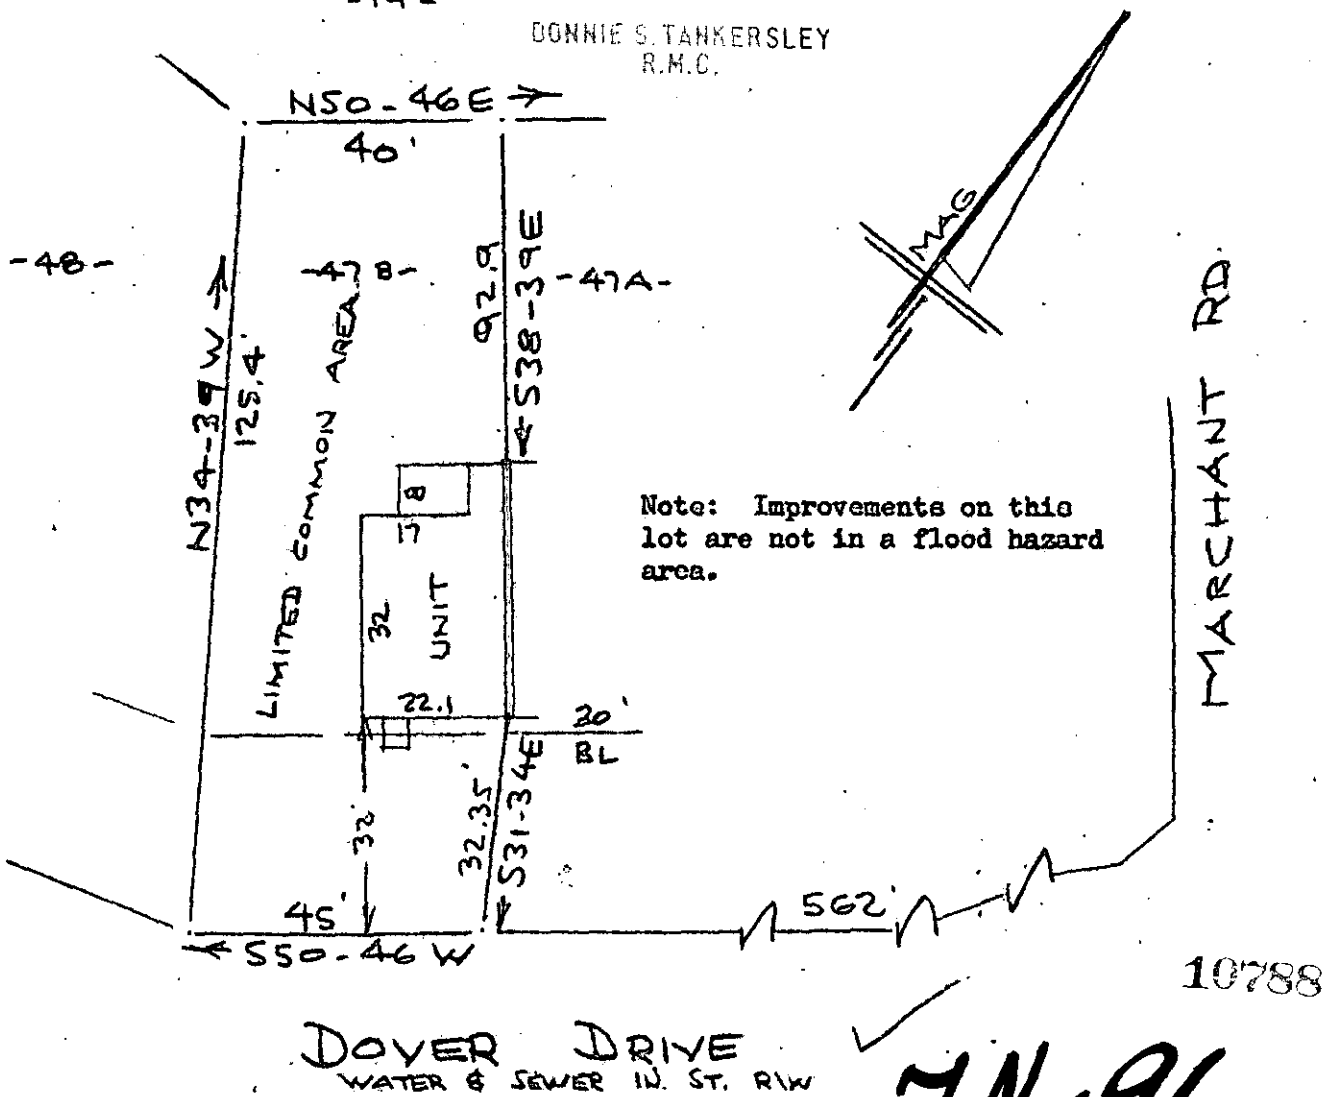 DONNIE S. TANKERSLEY
R.M.C.
N50-46E
40'
-48-
-47B-
92.9
S38-39E
-47A-
MAG
MARCHANT RD
N34-39W
125.4'
LIMITED COMMON AREA
8
17
32
UNIT
22.1
Note: Improvements on this
lot are not in a flood hazard
area.
BL
32'
32.35'
S31-34E
45'
S50-46W
562'
10788
DOVER DRIVE
WATER & SEWER IN. ST. R/W